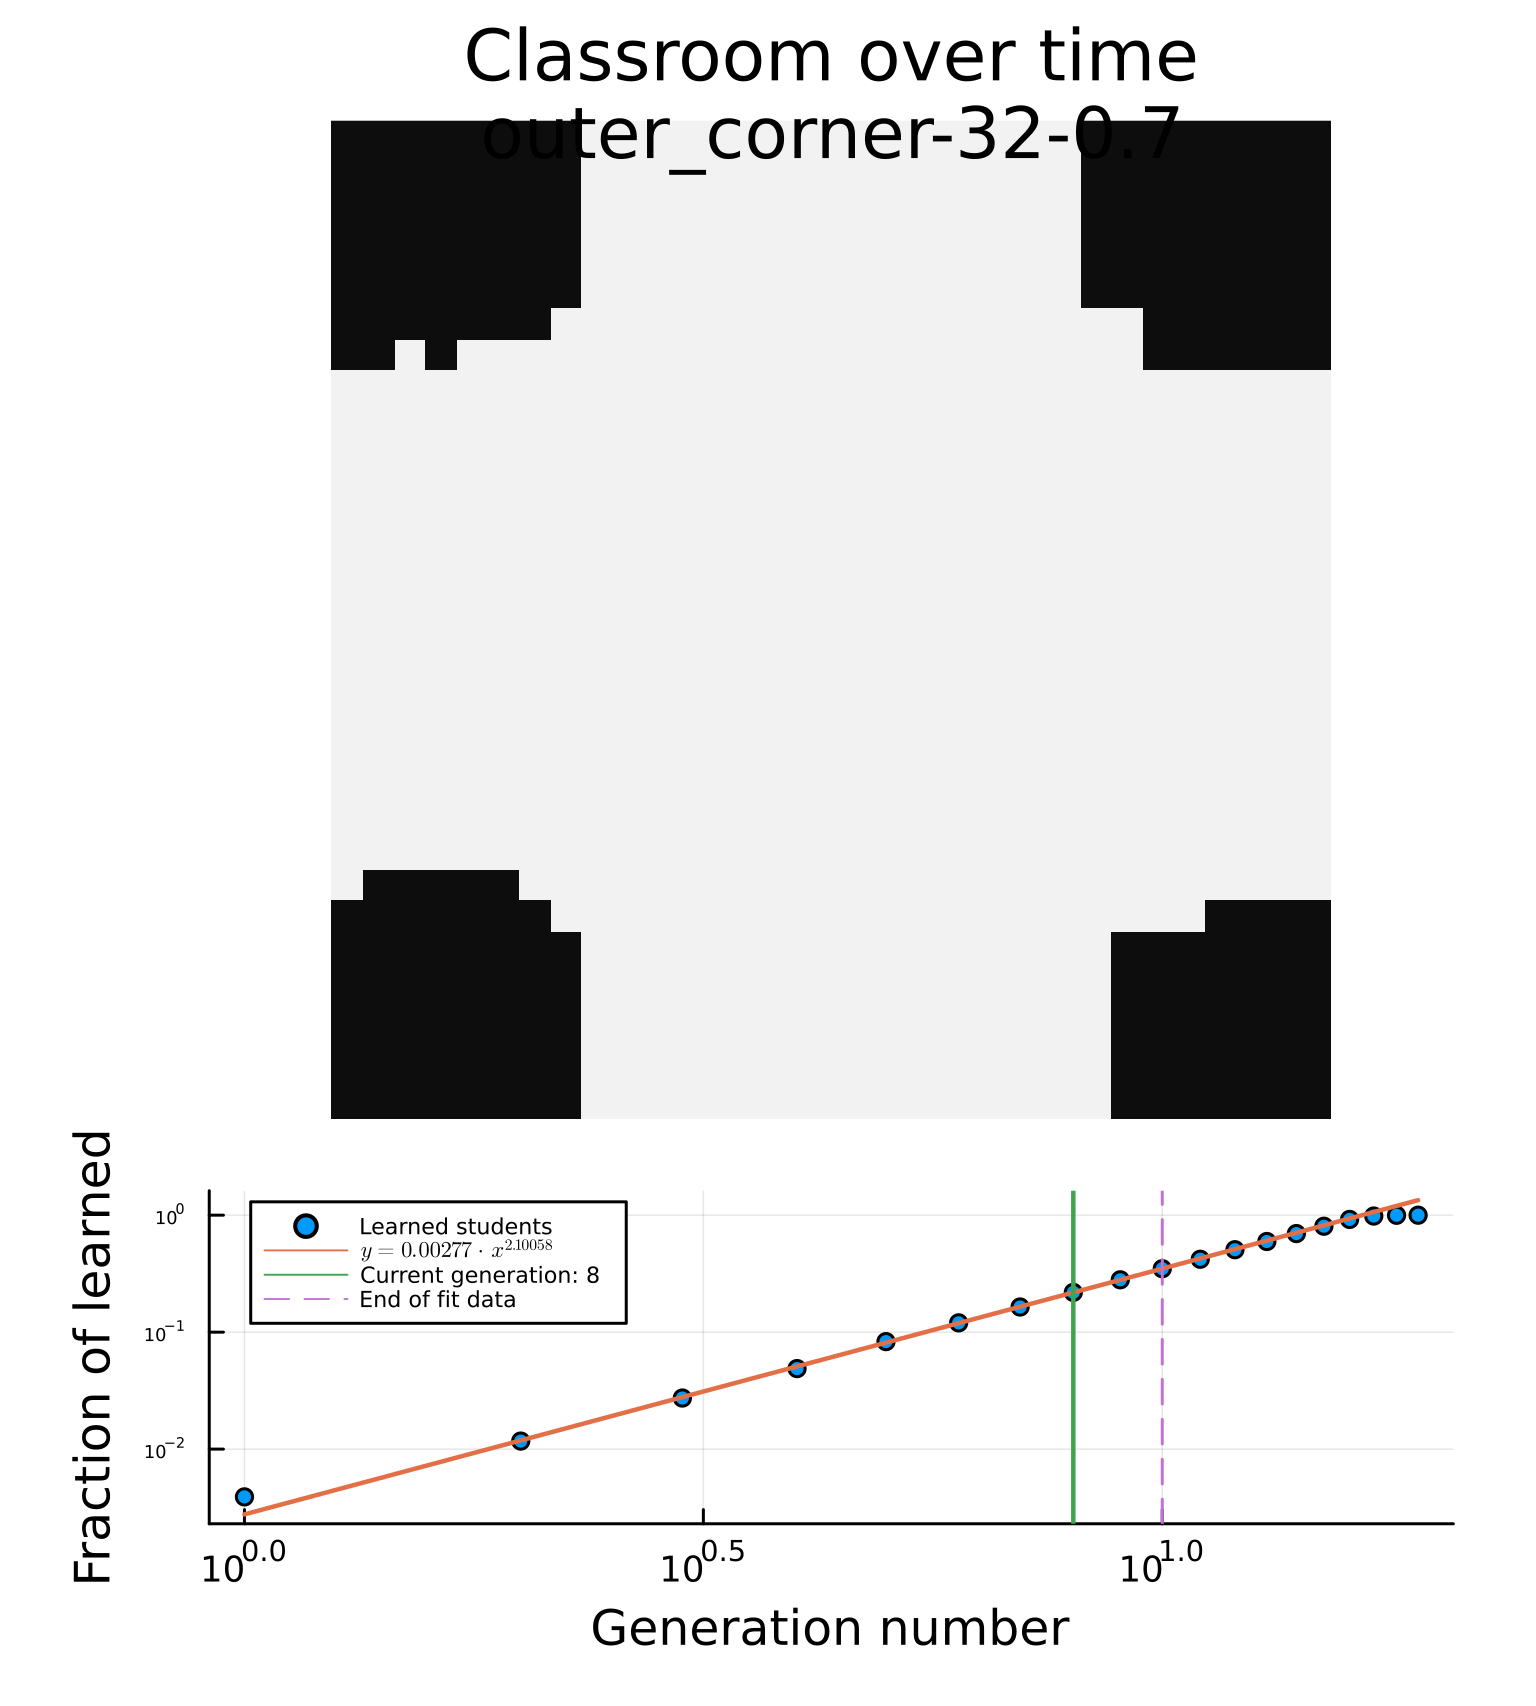 Classroom over time
outer_corner-32-0.7
Fraction of learned
10^0
10^−1
10^−2
Learned students
y = 0.00277 · x^2.10058
Current generation: 8
End of fit data
10^0.0 10^0.5 10^1.0
Generation number